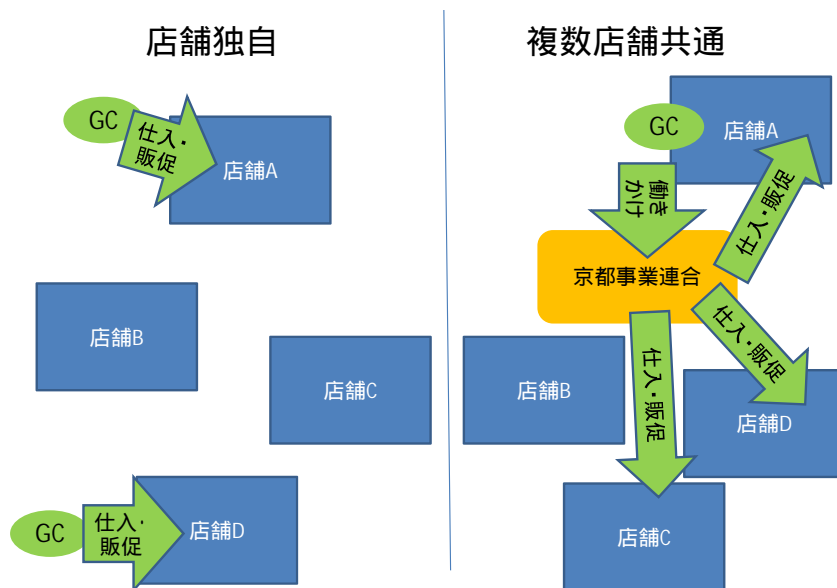 店舗独自
GC
仕入・
販促
店舗A
店舗B
店舗C
GC
仕入・
販促
店舗D
複数店舗共通
GC
店舗A
働き
かけ
仕入・販促
京都事業連合
仕入・販促
仕入・販促
店舗B
店舗D
店舗C